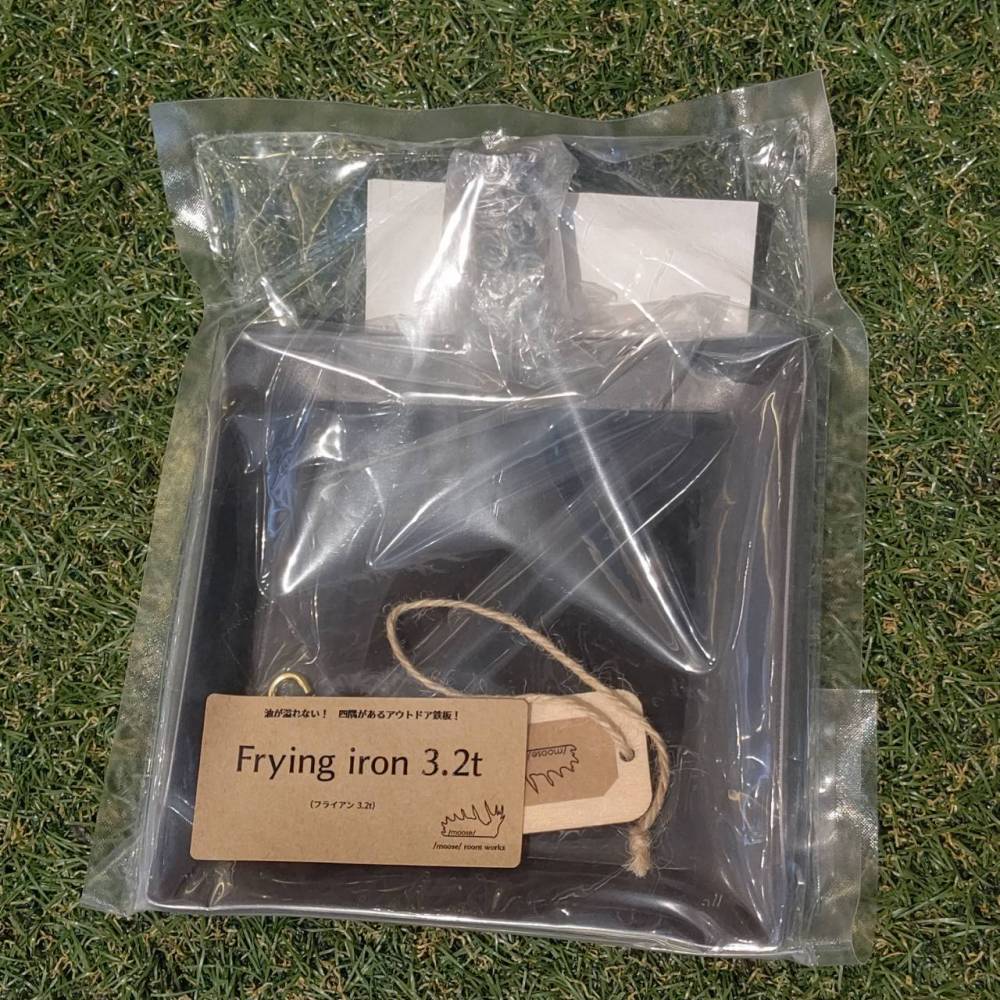 油が溢れない！　四隅があるアウトドア鉄板！
Frying iron 3.2t
（フライアン 3.2t）
/moose/
/moose/ room works
/moose/